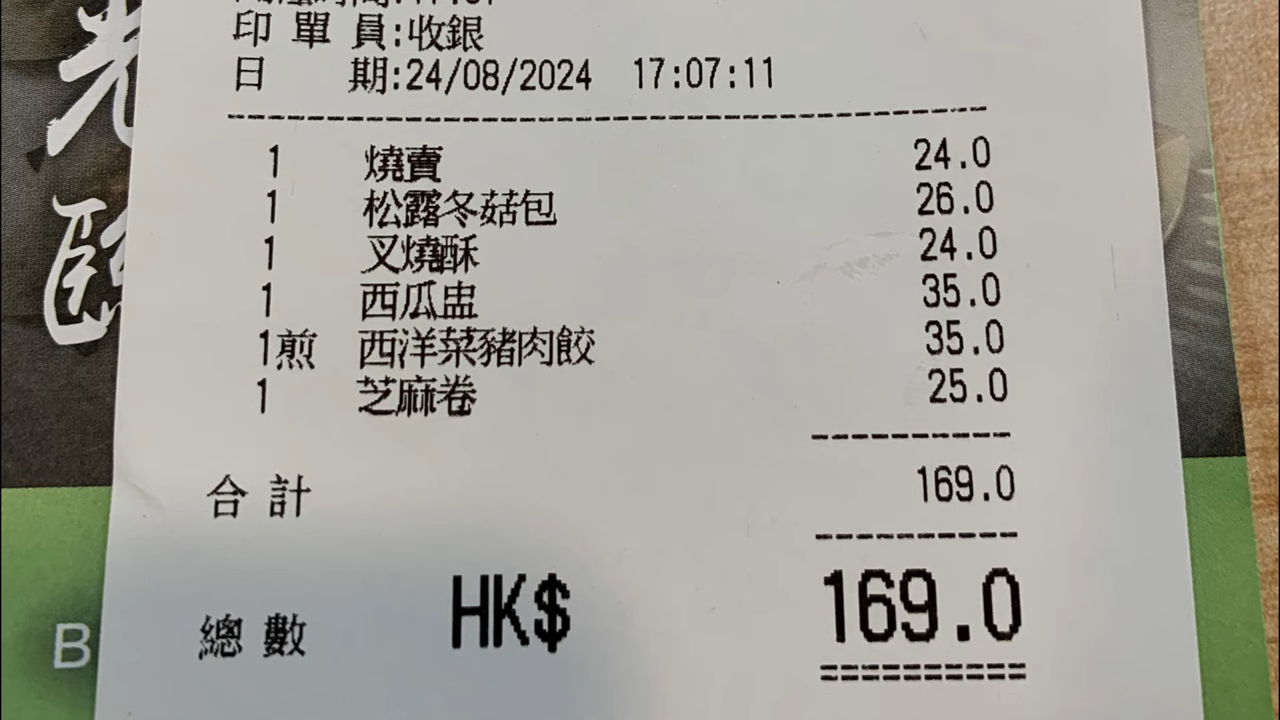 印 單 員:收銀
日 期:24/08/2024 17:07:11
1 燒賣 24.0
1 松露冬菇包 26.0
1 叉燒酥 24.0
1 西瓜盅 35.0
1煎 西洋菜豬肉餃 35.0
1 芝麻卷 25.0
合 計 169.0
總 數 HK$ 169.0
B